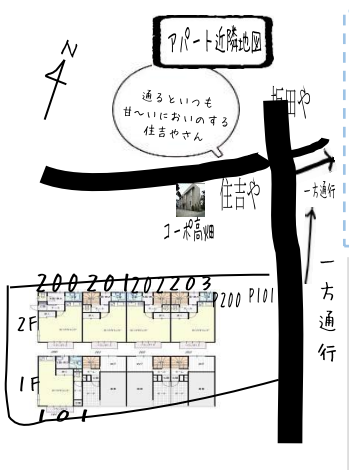 アパート近隣地図
N
通るといつも
甘〜いにおいのする
住吉やさん
坂田や
住吉や
一方通行
コーポ高畑
一方通行
200 201 202 203
P200 P101
2F
1F
101